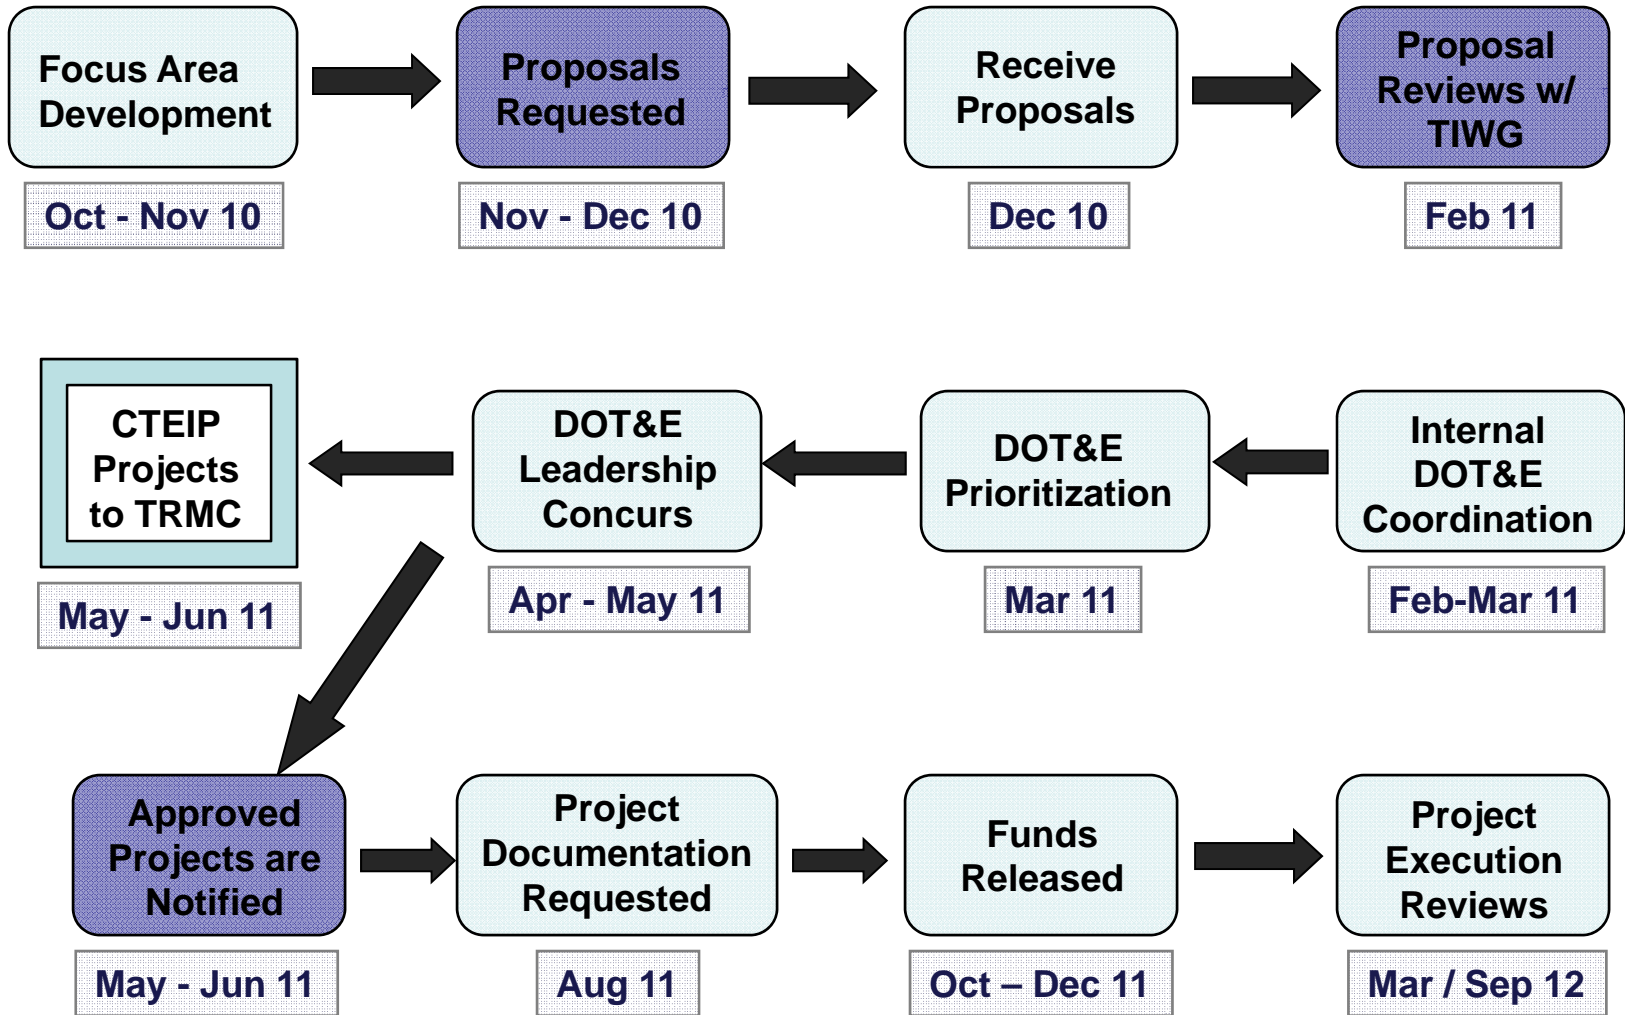 Focus Area
Development
Oct - Nov 10
Proposals
Requested
Nov - Dec 10
Receive
Proposals
Dec 10
Proposal
Reviews w/
TIWG
Feb 11
Internal
DOT&E
Coordination
Feb-Mar 11
DOT&E
Prioritization
Mar 11
DOT&E
Leadership
Concurs
Apr - May 11
CTEIP
Projects
to TRMC
May - Jun 11
Approved
Projects are
Notified
May - Jun 11
Project
Documentation
Requested
Aug 11
Funds
Released
Oct – Dec 11
Project
Execution
Reviews
Mar / Sep 12